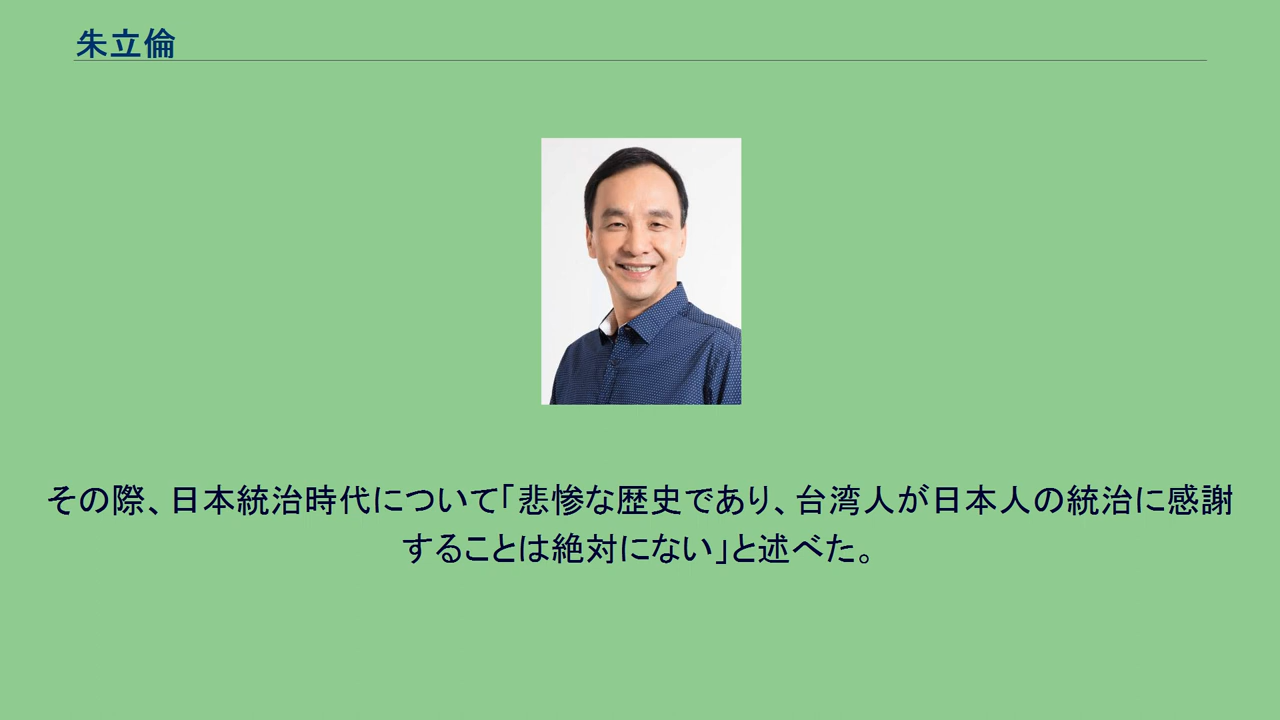 朱立倫
その際、日本統治時代について「悲惨な歴史であり、台湾人が日本人の統治に感謝
することは絶対にない」と述べた。